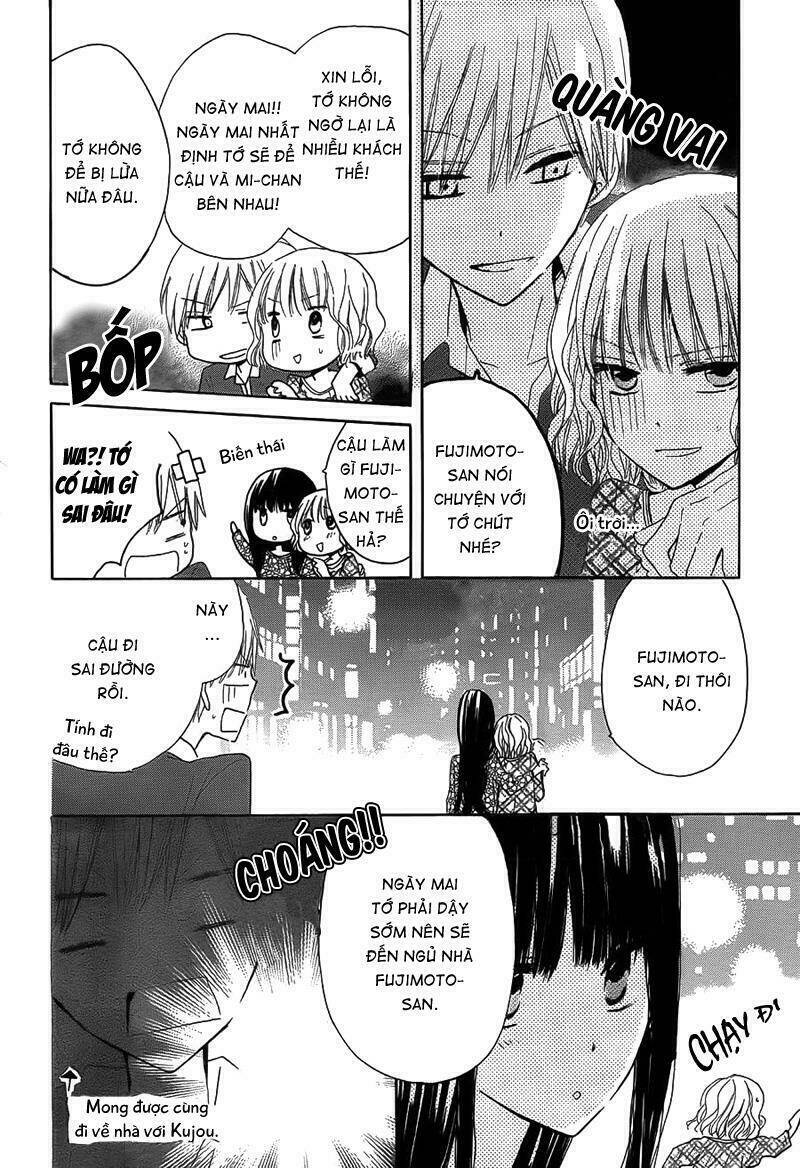 QUÀNG VAI
FUJIMOTO-
SAN NÓI
CHUYỆN VỚI
TỚ CHÚT
NHÉ?
Ôi trời...
XIN LỖI,
TỚ KHÔNG
NGỜ LẠI LÀ
NHIỀU KHÁCH
THẾ!
NGÀY MAI!!
NGÀY MAI NHẤT
ĐỊNH TỚ SẼ ĐỂ
CẬU VÀ MI-CHAN
BÊN NHAU!
TỚ KHÔNG
ĐỂ BỊ LỪA
NỮA ĐÂU.
BỐP
CẬU LÀM
GÌ FUJI-
MOTO-
SAN THẾ
HẢ?
Biến thái
WA?! TỚ
CÓ LÀM GÌ
SAI ĐÂU!
FUJIMOTO-
SAN, ĐI THÔI
NÀO.
NÀY
...
CẬU ĐI
SAI ĐƯỜNG
RỒI.
Tính đi
đâu thế?
NGÀY MAI
TỚ PHẢI DẬY
SỚM NÊN SẼ
ĐẾN NGỦ NHÀ
FUJIMOTO-
SAN.
CHẠY ĐI
CHOÁNG!!
Mong được cùng
đi về nhà với Kujou.